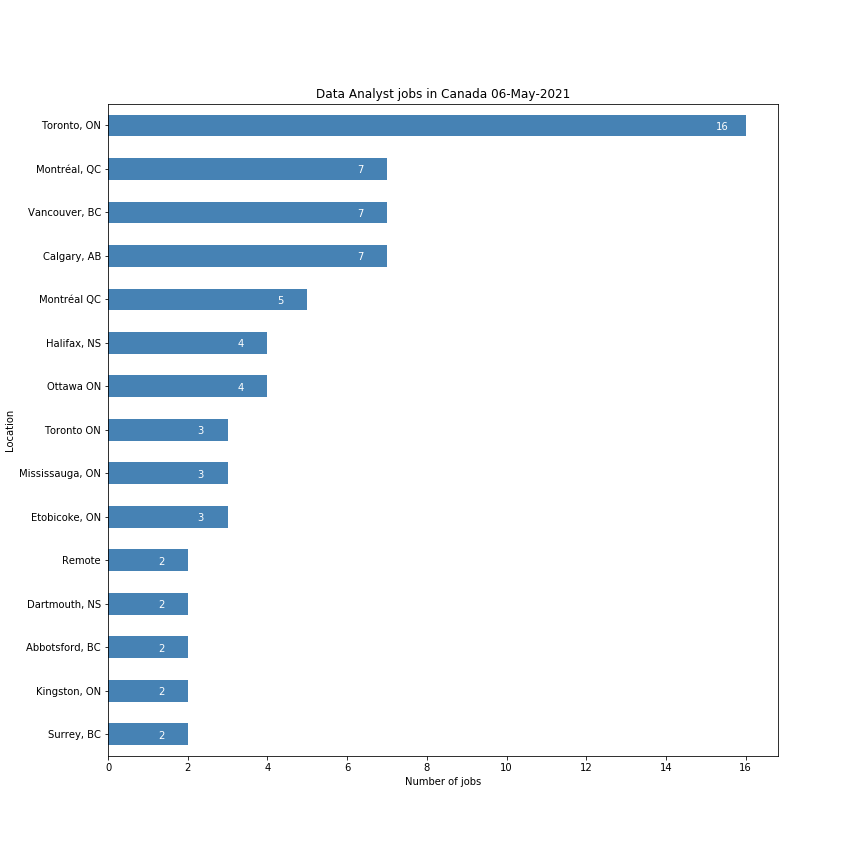 Data Analyst jobs in Canada 06-May-2021
Toronto, ON 16
Montréal, QC 7
Vancouver, BC 7
Calgary, AB 7
Montréal QC 5
Halifax, NS 4
Ottawa ON 4
Toronto ON 3
Mississauga, ON 3
Etobicoke, ON 3
Remote 2
Dartmouth, NS 2
Abbotsford, BC 2
Kingston, ON 2
Surrey, BC 2
Location
0 2 4 6 8 10 12 14 16
Number of jobs